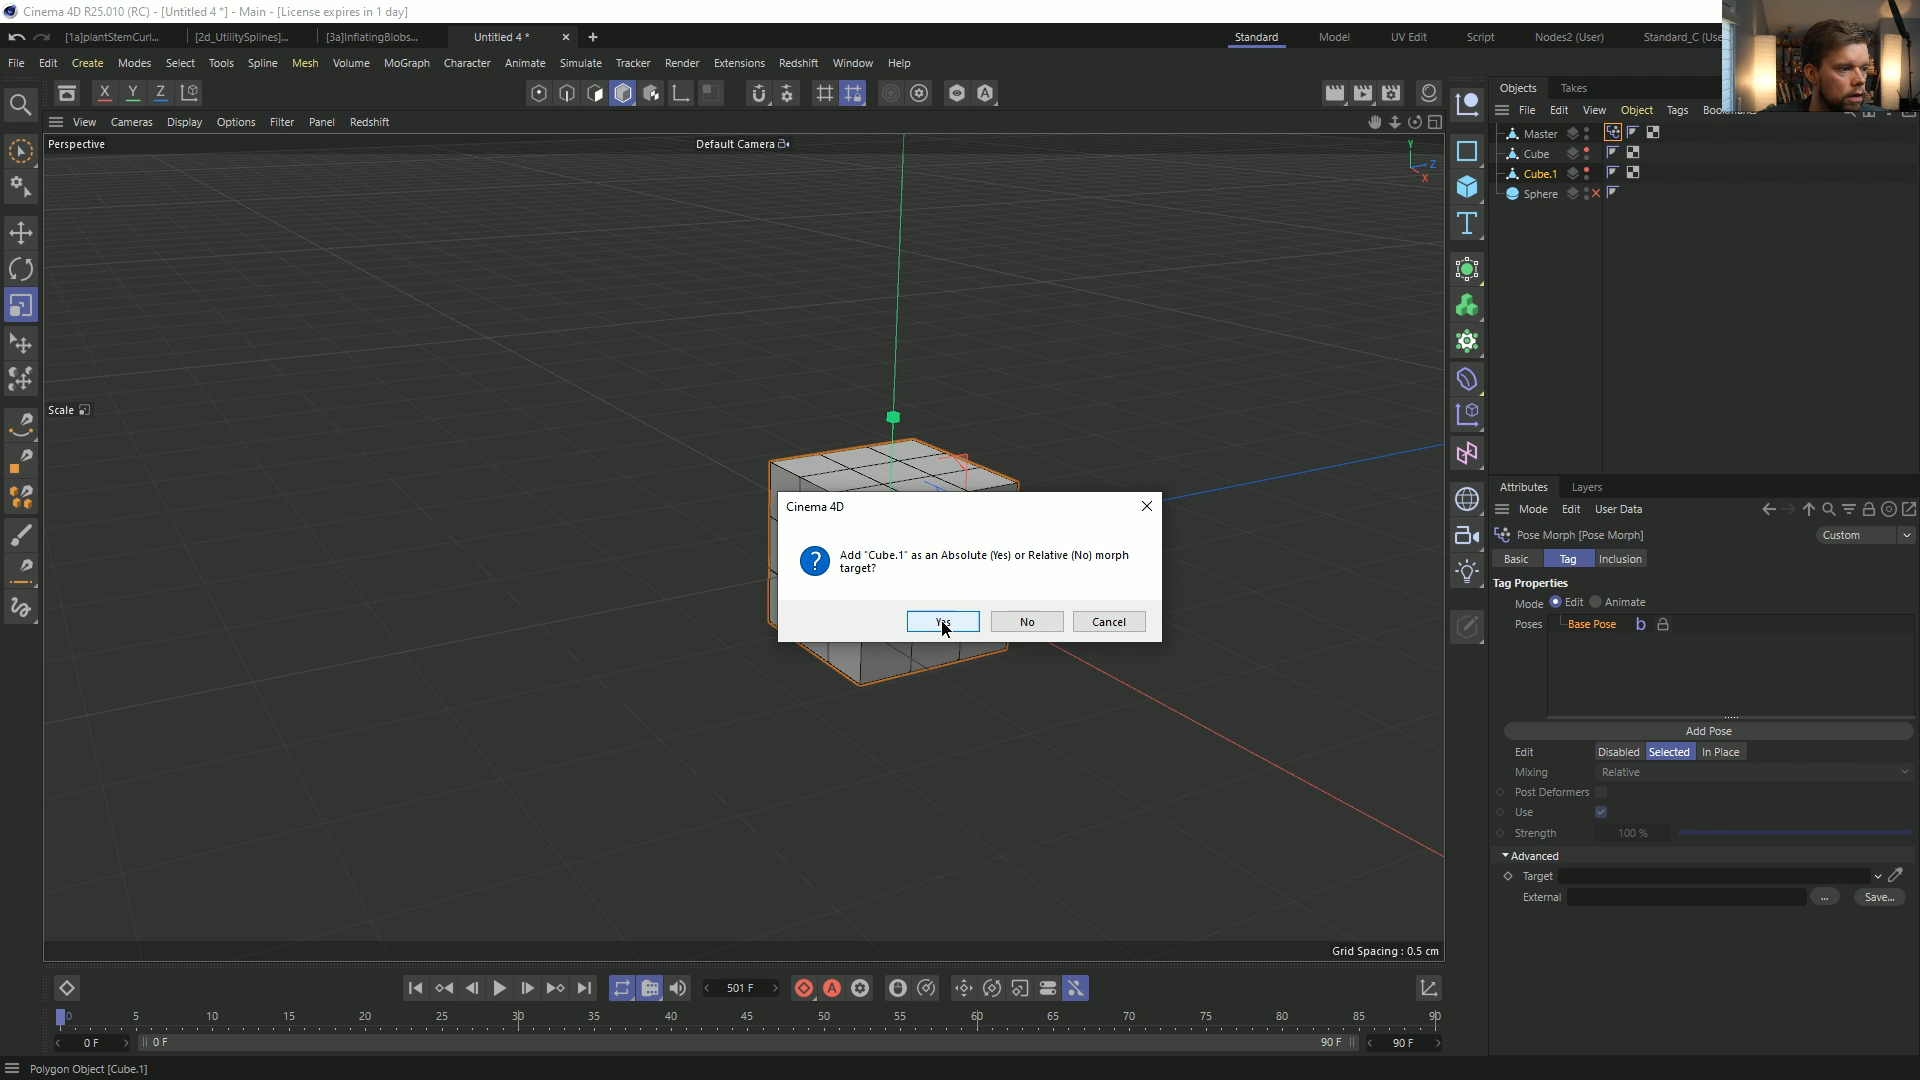 Cinema 4D R25.010 (RC) - [Untitled 4 *] - Main - [License expires in 1 day]
[1a]plantStemCurl... [2d_UtilitySplines]... [3a]InflatingBlobs... Untitled 4 * Standard Model UV Edit Script Nodes2 (User) Standard_C (Use
File Edit Create Modes Select Tools Spline Mesh Volume MoGraph Character Animate Simulate Tracker Render Extensions Redshift Window Help
X Y Z
Objects Takes
File Edit View Object Tags
View Cameras Display Options Filter Panel Redshift
Perspective Default Camera
Y Z X
Master
Cube
Cube.1
Sphere
Scale
Attributes Layers
Mode Edit User Data
Pose Morph [Pose Morph] Custom
Basic Tag Inclusion
Tag Properties
Mode Edit Animate
Poses Base Pose b
Add Pose
Edit Disabled Selected In Place
Mixing Relative
Post Deformers
Use
Strength 100 %
Advanced
Target
External ... Save...
Cinema 4D
Add "Cube.1" as an Absolute (Yes) or Relative (No) morph
target?
Yes No Cancel
Grid Spacing : 0.5 cm
501 F
0 5 10 15 20 25 30 35 40 45 50 55 60 65 70 75 80 85 90
0 F 0 F 90 F 90 F
Polygon Object [Cube.1]